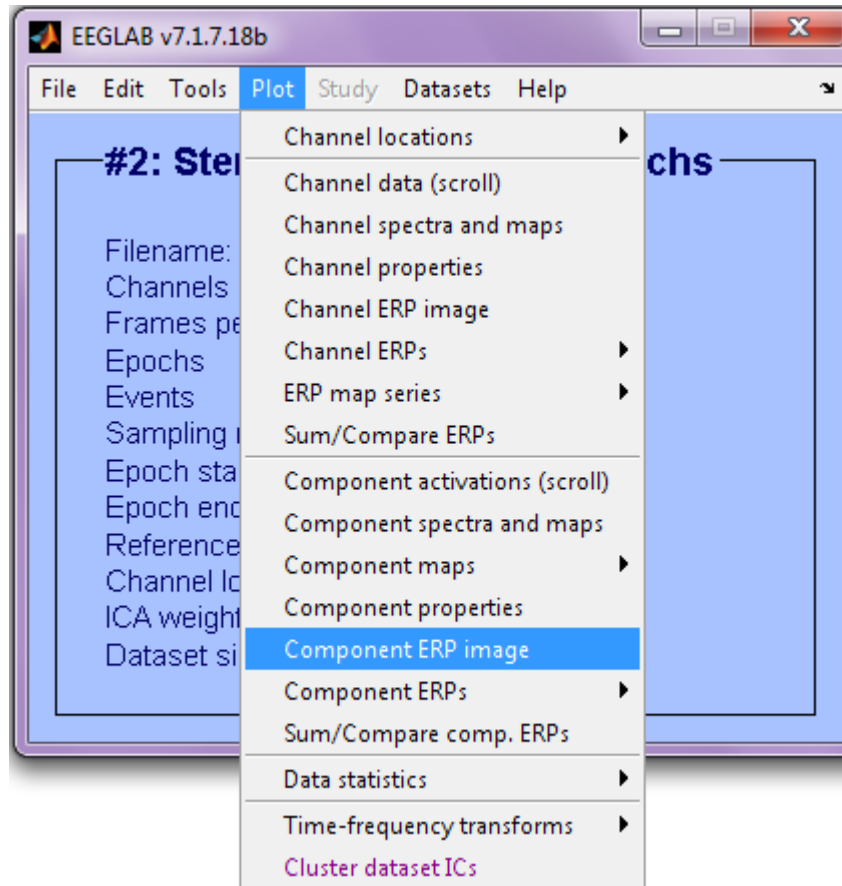 EEGLAB v7.1.7.18b
File Edit Tools Plot Study Datasets Help
#2: Ster chs
Filename:
Channels
Frames pe
Epochs
Events
Sampling r
Epoch sta
Epoch end
Reference
Channel lo
ICA weight
Dataset si
Channel locations
Channel data (scroll)
Channel spectra and maps
Channel properties
Channel ERP image
Channel ERPs
ERP map series
Sum/Compare ERPs
Component activations (scroll)
Component spectra and maps
Component maps
Component properties
Component ERP image
Component ERPs
Sum/Compare comp. ERPs
Data statistics
Time-frequency transforms
Cluster dataset ICs